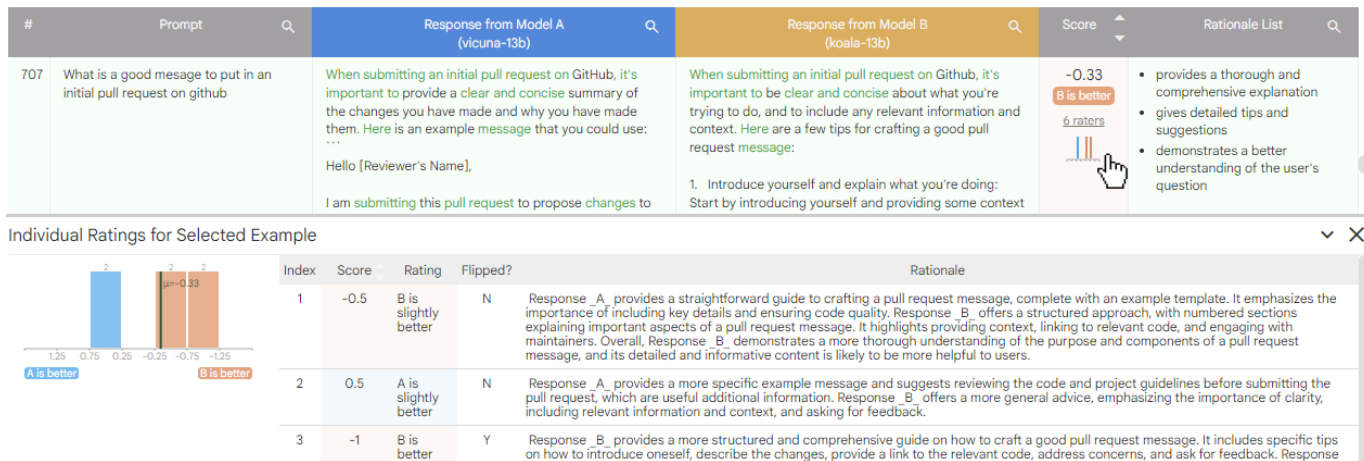 # Prompt Response from Model A (vicuna-13b) Response from Model B (koala-13b) Score Rationale List
707
What is a good mesage to put in an
initial pull request on github
When submitting an initial pull request on GitHub, it's
important to provide a clear and concise summary of
the changes you have made and why you have made
them. Here is an example message that you could use:
```
Hello [Reviewer's Name],
I am submitting this pull request to propose changes to
When submitting an initial pull request on Github, it's
important to be clear and concise about what you're
trying to do, and to include any relevant information and
context. Here are a few tips for crafting a good pull
request message:
1. Introduce yourself and explain what you're doing:
Start by introducing yourself and providing some context
-0.33
B is better
6 raters
• provides a thorough and
comprehensive explanation
• gives detailed tips and
suggestions
• demonstrates a better
understanding of the user's
question
Individual Ratings for Selected Example
2 2 2
μ=-0.33
1.25 0.75 0.25 -0.25 -0.75 -1.25
A is better B is better
Index Score Rating Flipped? Rationale
1 -0.5 B is slightly better N
Response _A_ provides a straightforward guide to crafting a pull request message, complete with an example template. It emphasizes the
importance of including key details and ensuring code quality. Response _B_ offers a structured approach, with numbered sections
explaining important aspects of a pull request message. It highlights providing context, linking to relevant code, and engaging with
maintainers. Overall, Response _B_ demonstrates a more thorough understanding of the purpose and components of a pull request
message, and its detailed and informative content is likely to be more helpful to users.
2 0.5 A is slightly better N
Response _A_ provides a more specific example message and suggests reviewing the code and project guidelines before submitting the
pull request, which are useful additional information. Response _B_ offers a more general advice, emphasizing the importance of clarity,
including relevant information and context, and asking for feedback.
3 -1 B is better Y
Response _B_ provides a more structured and comprehensive guide on how to craft a good pull request message. It includes specific tips
on how to introduce oneself, describe the changes, provide a link to the relevant code, address concerns, and ask for feedback. Response